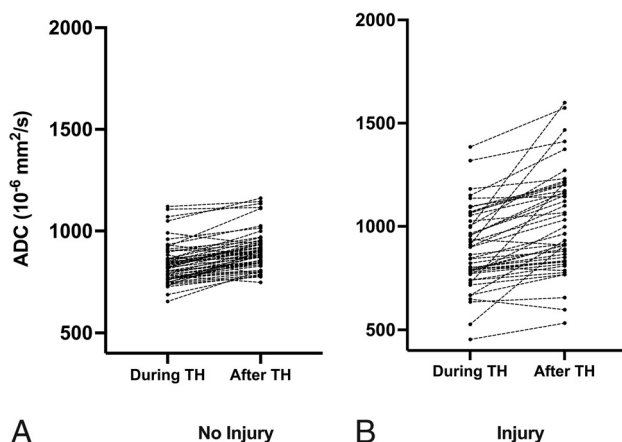 2000
1500
1000
500
ADC (10-6 mm2/s)
During TH After TH
A No Injury
2000
1500
1000
500
During TH After TH
B Injury